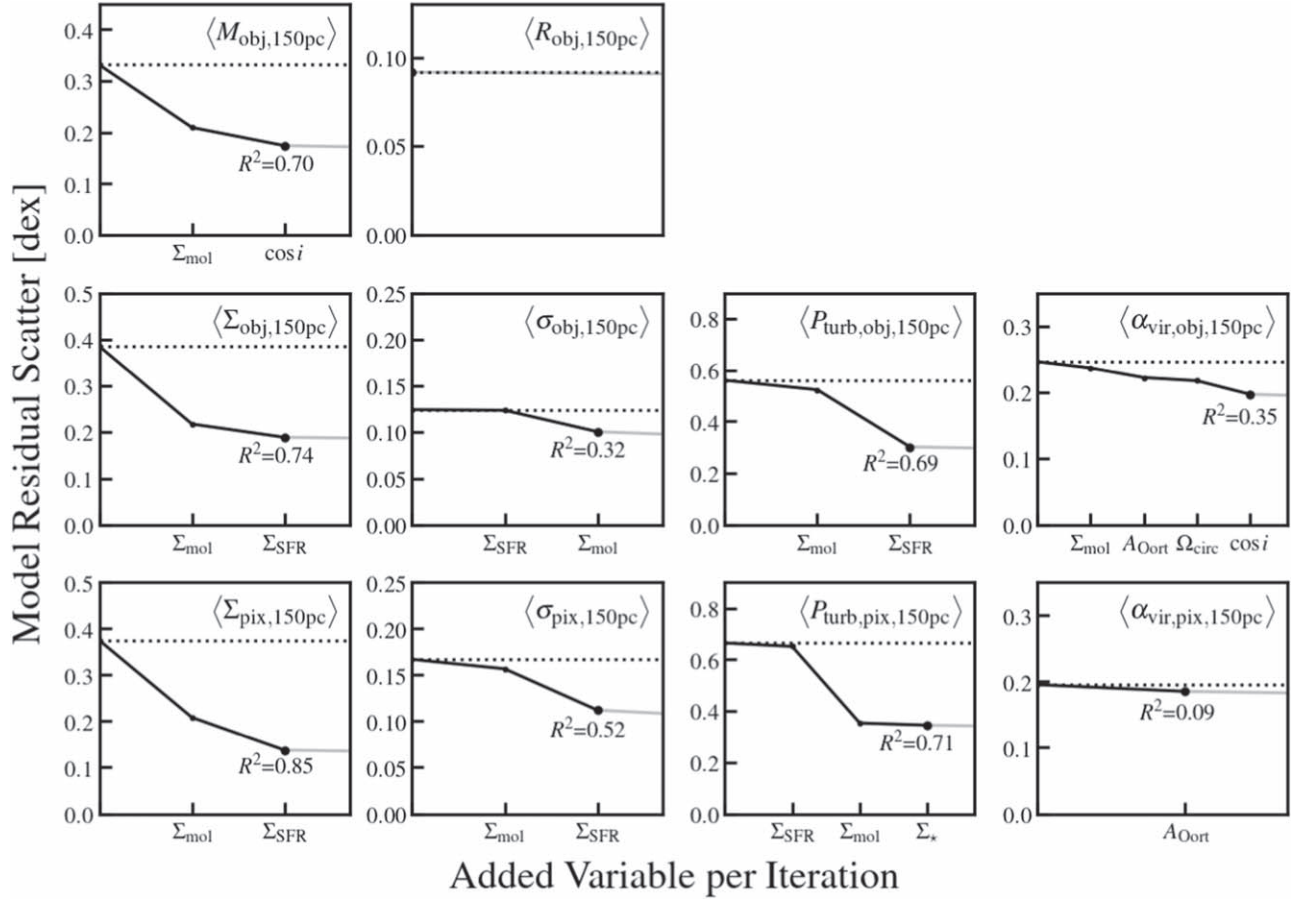 Model Residual Scatter [dex]
⟨M_obj,150pc⟩
0.4
0.3
0.2
0.1
0.0
R²=0.70
Σ_mol cos i
⟨R_obj,150pc⟩
0.10
0.05
0.00
⟨Σ_obj,150pc⟩
0.5
0.4
0.3
0.2
0.1
0.0
R²=0.74
Σ_mol Σ_SFR
⟨σ_obj,150pc⟩
0.25
0.20
0.15
0.10
0.05
0.00
R²=0.32
Σ_SFR Σ_mol
⟨P_turb,obj,150pc⟩
0.8
0.6
0.4
0.2
0.0
R²=0.69
Σ_mol Σ_SFR
⟨α_vir,obj,150pc⟩
0.3
0.2
0.1
0.0
R²=0.35
Σ_mol A_Oort Ω_circ cos i
⟨Σ_pix,150pc⟩
0.5
0.4
0.3
0.2
0.1
0.0
R²=0.85
Σ_mol Σ_SFR
⟨σ_pix,150pc⟩
0.25
0.20
0.15
0.10
0.05
0.00
R²=0.52
Σ_mol Σ_SFR
⟨P_turb,pix,150pc⟩
0.8
0.6
0.4
0.2
0.0
R²=0.71
Σ_SFR Σ_mol Σ_⋆
⟨α_vir,pix,150pc⟩
0.3
0.2
0.1
0.0
R²=0.09
A_Oort
Added Variable per Iteration